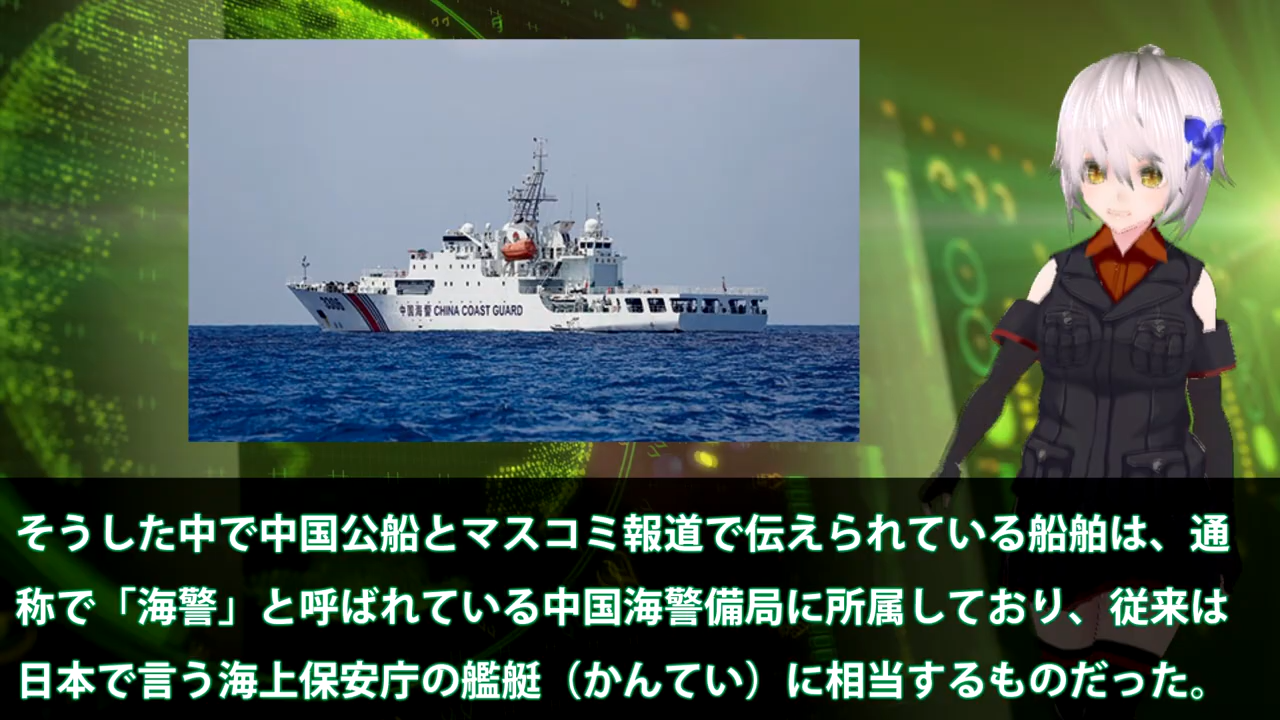 3309
中国海警 CHINA COAST GUARD
そうした中で中国公船とマスコミ報道で伝えられている船舶は、通
称で「海警」と呼ばれている中国海警備局に所属しており、従来は
日本で言う海上保安庁の艦艇（かんてい）に相当するものだった。